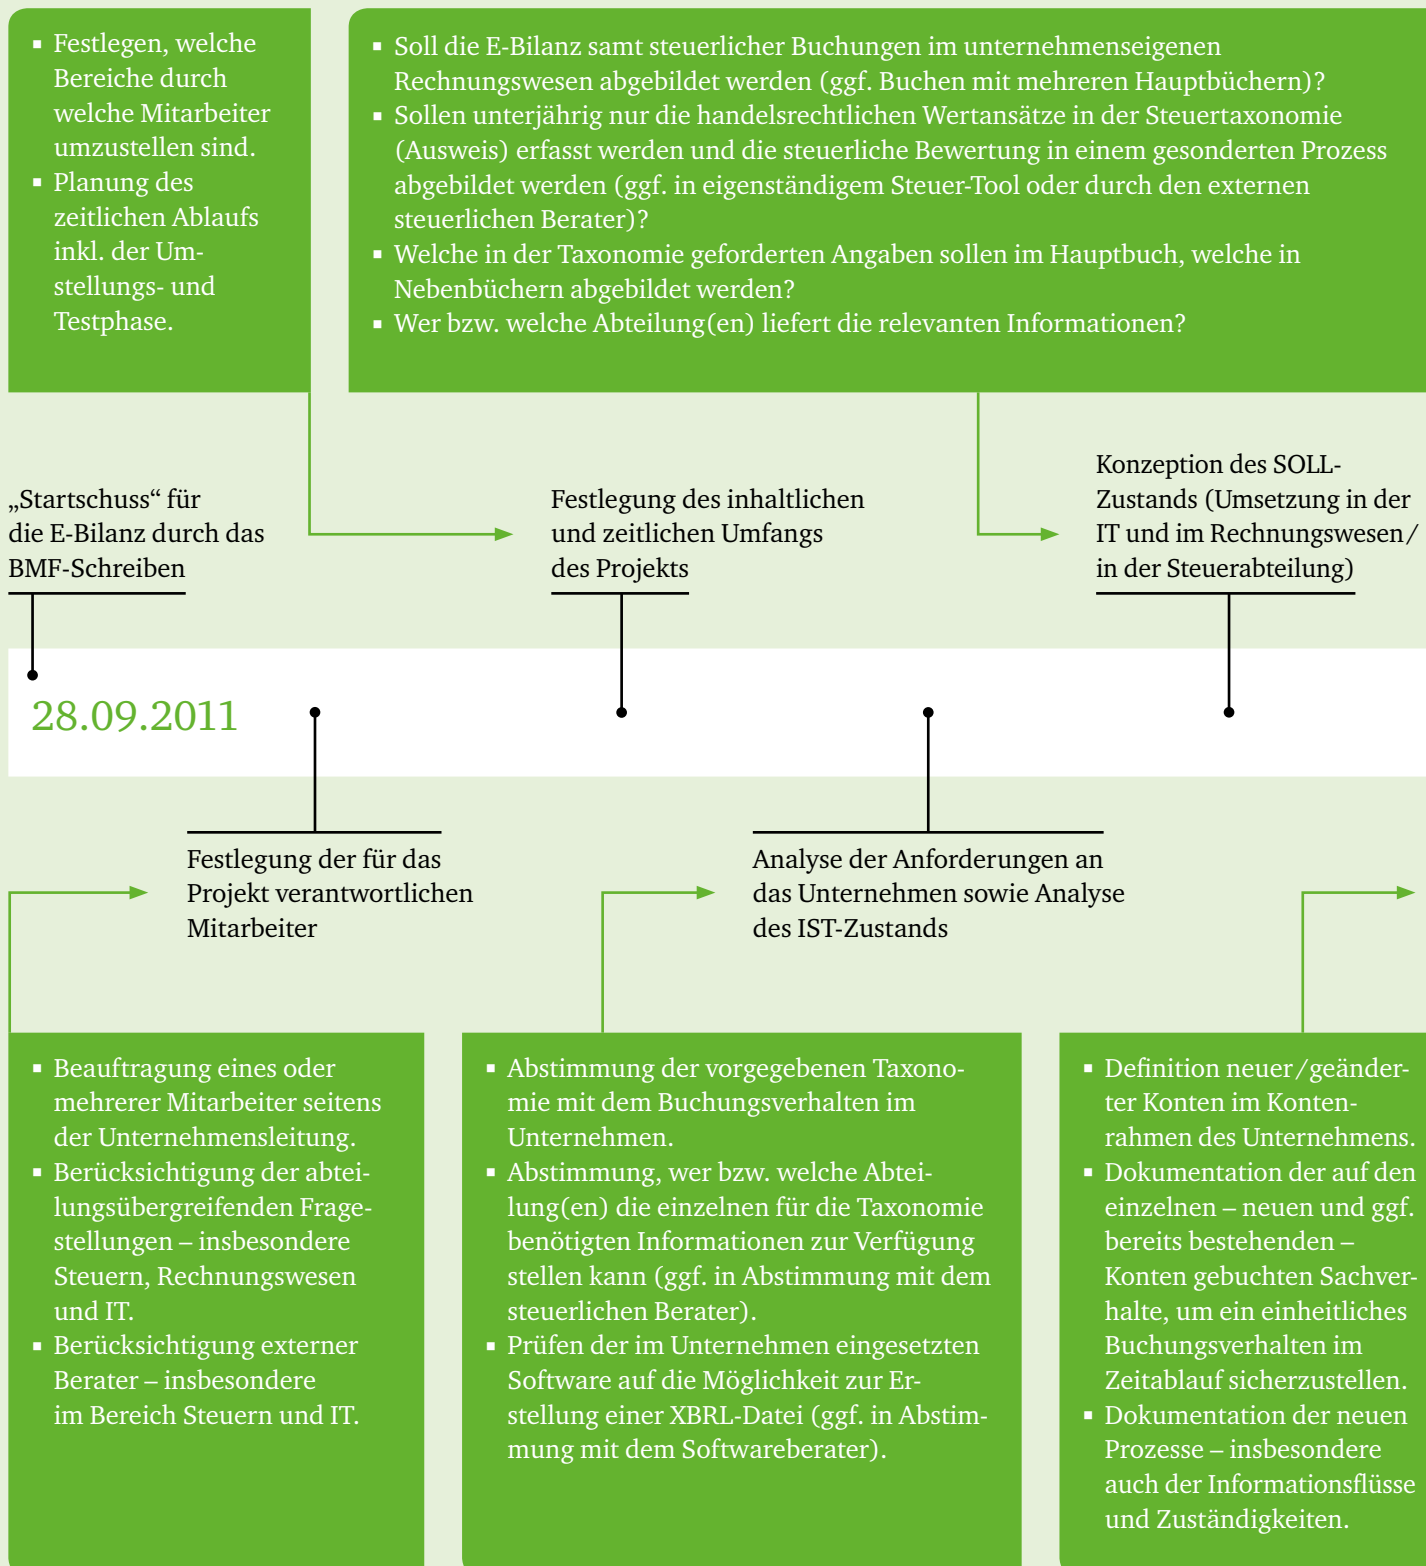 ▪ Festlegen, welche
Bereiche durch
welche Mitarbeiter
umzustellen sind.
▪ Planung des
zeitlichen Ablaufs
inkl. der Um-
stellungs- und
Testphase.
▪ Soll die E-Bilanz samt steuerlicher Buchungen im unternehmenseigenen
Rechnungswesen abgebildet werden (ggf. Buchen mit mehreren Hauptbüchern)?
▪ Sollen unterjährig nur die handelsrechtlichen Wertansätze in der Steuertaxonomie
(Ausweis) erfasst werden und die steuerliche Bewertung in einem gesonderten Prozess
abgebildet werden (ggf. in eigenständigem Steuer-Tool oder durch den externen
steuerlichen Berater)?
▪ Welche in der Taxonomie geforderten Angaben sollen im Hauptbuch, welche in
Nebenbüchern abgebildet werden?
▪ Wer bzw. welche Abteilung(en) liefert die relevanten Informationen?
„Startschuss“ für
die E-Bilanz durch das
BMF-Schreiben
Festlegung des inhaltlichen
und zeitlichen Umfangs
des Projekts
Konzeption des SOLL-
Zustands (Umsetzung in der
IT und im Rechnungswesen/
in der Steuerabteilung)
28.09.2011
Festlegung der für das
Projekt verantwortlichen
Mitarbeiter
Analyse der Anforderungen an
das Unternehmen sowie Analyse
des IST-Zustands
▪ Beauftragung eines oder
mehrerer Mitarbeiter seitens
der Unternehmensleitung.
▪ Berücksichtigung der abtei-
lungsübergreifenden Frage-
stellungen – insbesondere
Steuern, Rechnungswesen
und IT.
▪ Berücksichtigung externer
Berater – insbesondere
im Bereich Steuern und IT.
▪ Abstimmung der vorgegebenen Taxono-
mie mit dem Buchungsverhalten im
Unternehmen.
▪ Abstimmung, wer bzw. welche Abtei-
lung(en) die einzelnen für die Taxonomie
benötigten Informationen zur Verfügung
stellen kann (ggf. in Abstimmung mit dem
steuerlichen Berater).
▪ Prüfen der im Unternehmen eingesetzten
Software auf die Möglichkeit zur Er-
stellung einer XBRL-Datei (ggf. in Abstim-
mung mit dem Softwareberater).
▪ Definition neuer/geänder-
ter Konten im Konten-
rahmen des Unternehmens.
▪ Dokumentation der auf den
einzelnen – neuen und ggf.
bereits bestehenden –
Konten gebuchten Sachver-
halte, um ein einheitliches
Buchungsverhalten im
Zeitablauf sicherzustellen.
▪ Dokumentation der neuen
Prozesse – insbesondere
auch der Informationsflüsse
und Zuständigkeiten.